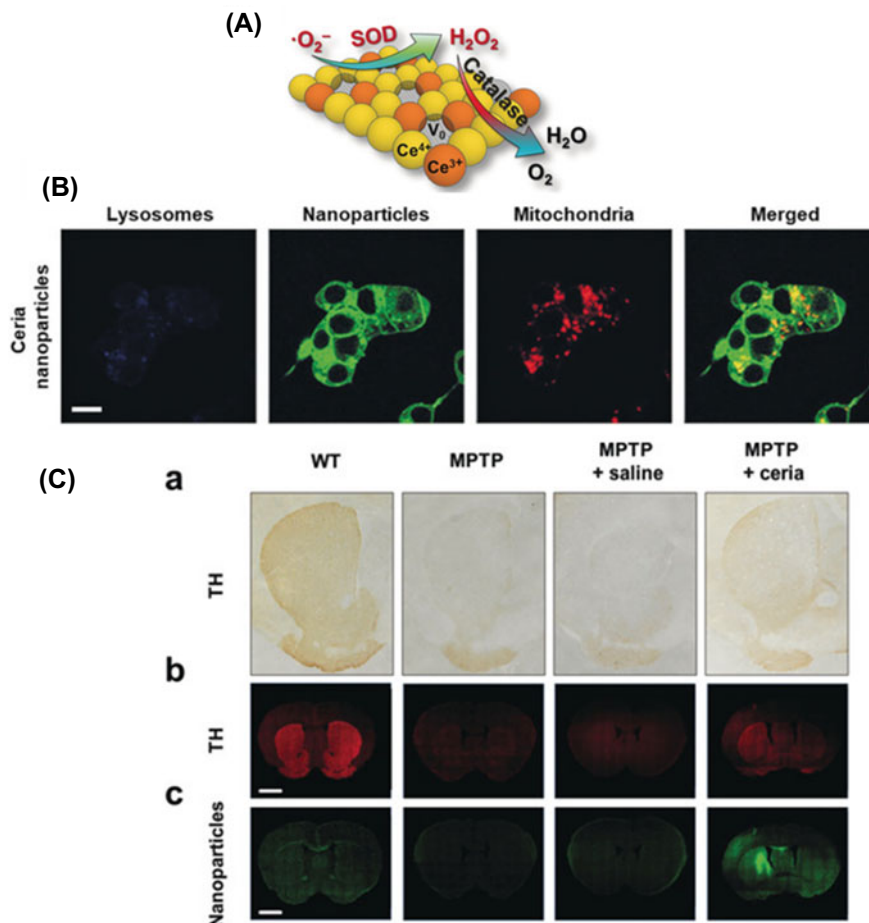 (A)
·O₂⁻ SOD H₂O₂
Catalase
V₀
H₂O
Ce⁴⁺
Ce³⁺
O₂
(B)
Lysosomes Nanoparticles Mitochondria Merged
Ceria
nanoparticles
(C)
WT MPTP MPTP MPTP
+ saline + ceria
a
TH
b
TH
c
Nanoparticles